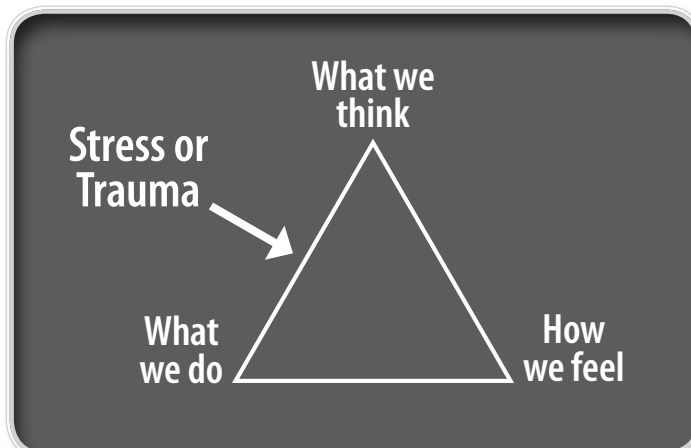 What we
think
Stress or
Trauma
What
we do
How
we feel